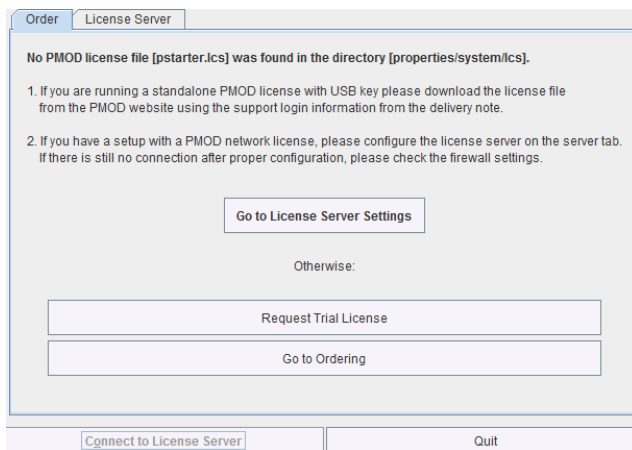 Order License Server
No PMOD license file [pstarter.lcs] was found in the directory [properties/system/lcs].
1. If you are running a standalone PMOD license with USB key please download the license file
from the PMOD website using the support login information from the delivery note.
2. If you have a setup with a PMOD network license, please configure the license server on the server tab.
If there is still no connection after proper configuration, please check the firewall settings.
Go to License Server Settings
Otherwise:
Request Trial License
Go to Ordering
Connect to License Server Quit